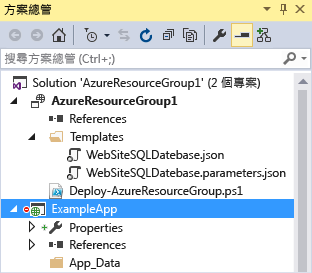 方案總管
搜尋方案總管 (Ctrl+;)
Solution 'AzureResourceGroup1' (2 個專案)
AzureResourceGroup1
References
Templates
WebSiteSQLDatebase.json
WebSiteSQLDatebase.parameters.json
Deploy-AzureResourceGroup.ps1
ExampleApp
Properties
References
App_Data